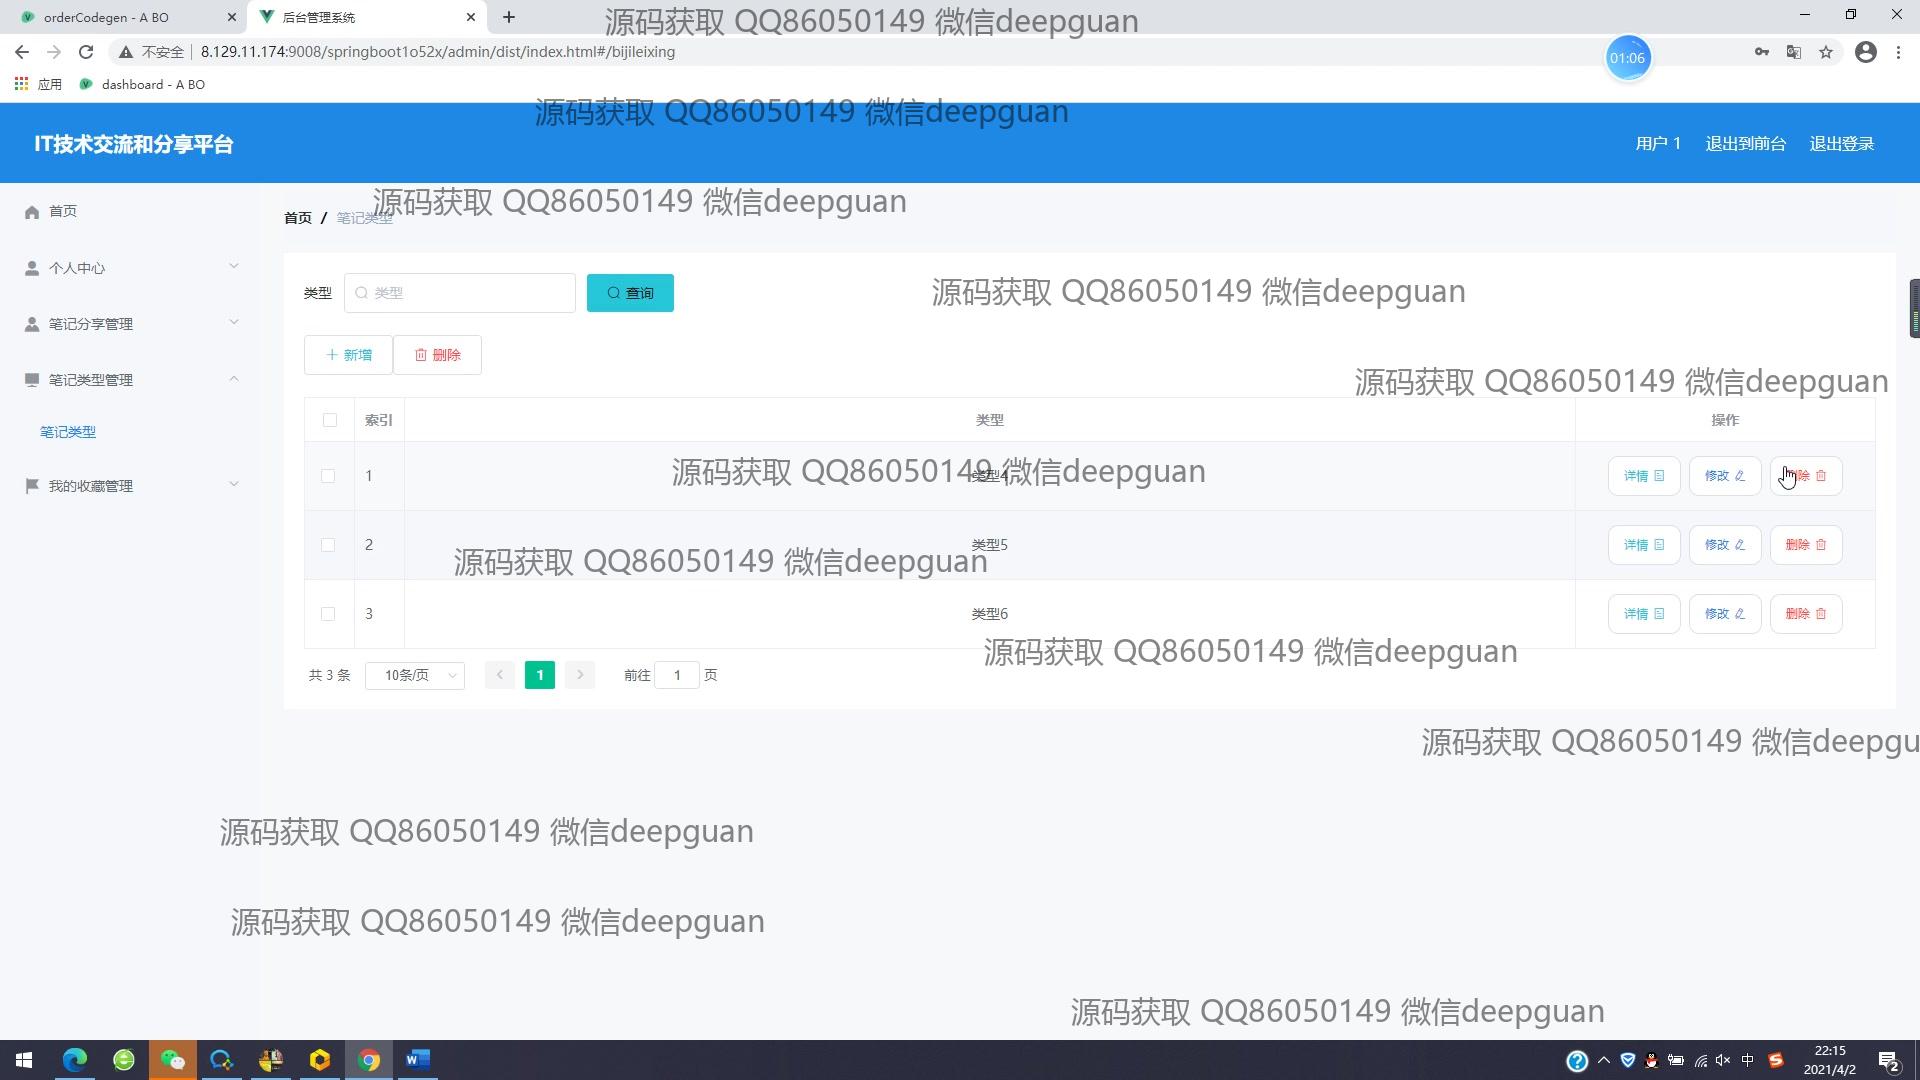 orderCodegen - A BO
后台管理系统
源码获取 QQ86050149 微信deepguan
不安全
8.129.11.174:9008/springboot1o52x/admin/dist/index.html#/bijileixing
01:06
应用
dashboard - A BO
源码获取 QQ86050149 微信deepguan
IT技术交流和分享平台
用户 1
退出到前台
退出登录
首页
源码获取 QQ86050149 微信deepguan
首页 / 笔记类型
个人中心
类型
类型
查询
源码获取 QQ86050149 微信deepguan
笔记分享管理
新增
删除
笔记类型管理
源码获取 QQ86050149 微信deepguan
索引
类型
操作
笔记类型
1
类型4
源码获取 QQ86050149 微信deepguan
详情
修改
删除
我的收藏管理
2
类型5
详情
修改
删除
源码获取 QQ86050149 微信deepguan
3
类型6
详情
修改
删除
源码获取 QQ86050149 微信deepguan
共 3 条
10条/页
1
前往
1
页
源码获取 QQ86050149 微信deepgu
源码获取 QQ86050149 微信deepguan
源码获取 QQ86050149 微信deepguan
源码获取 QQ86050149 微信deepguan
中
22:15
2021/4/2
2